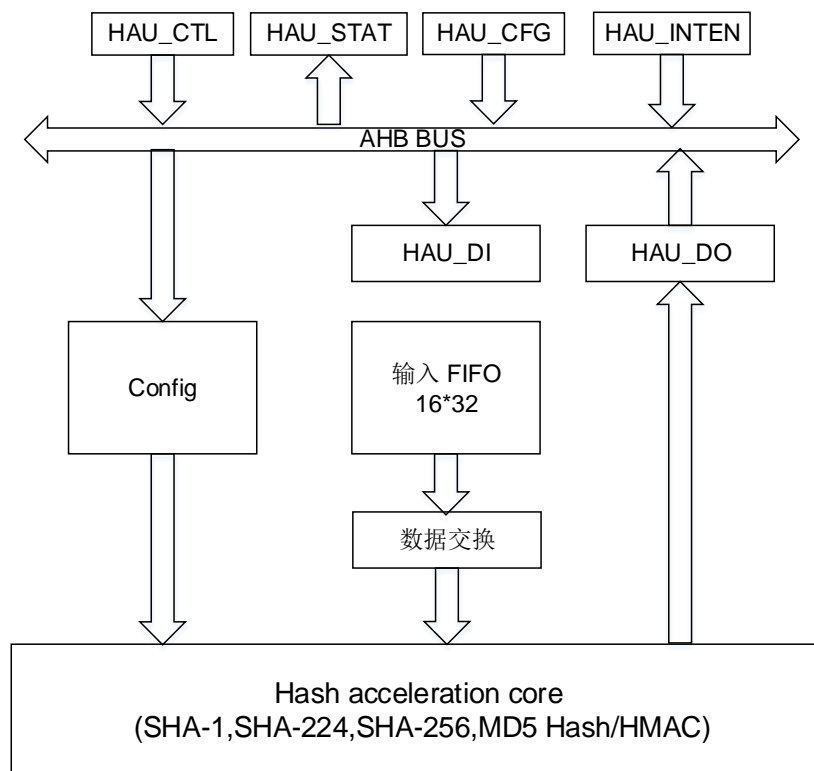 HAU_CTL
HAU_STAT
HAU_CFG
HAU_INTEN
AHB BUS
HAU_DI
HAU_DO
Config
输入 FIFO
16*32
数据交换
Hash acceleration core
(SHA-1,SHA-224,SHA-256,MD5 Hash/HMAC)